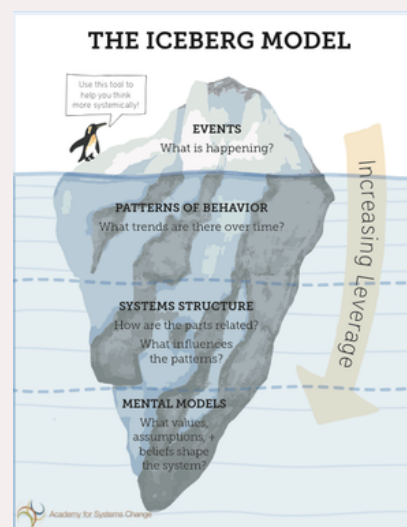 THE ICEBERG MODEL
Use this tool to
help you think
more systemically!
EVENTS
What is happening?
PATTERNS OF BEHAVIOR
What trends are there over time?
SYSTEMS STRUCTURE
How are the parts related?
What influences
the patterns?
MENTAL MODELS
What values,
assumptions, +
beliefs shape
the system?
Increasing Leverage
Academy for Systems Change